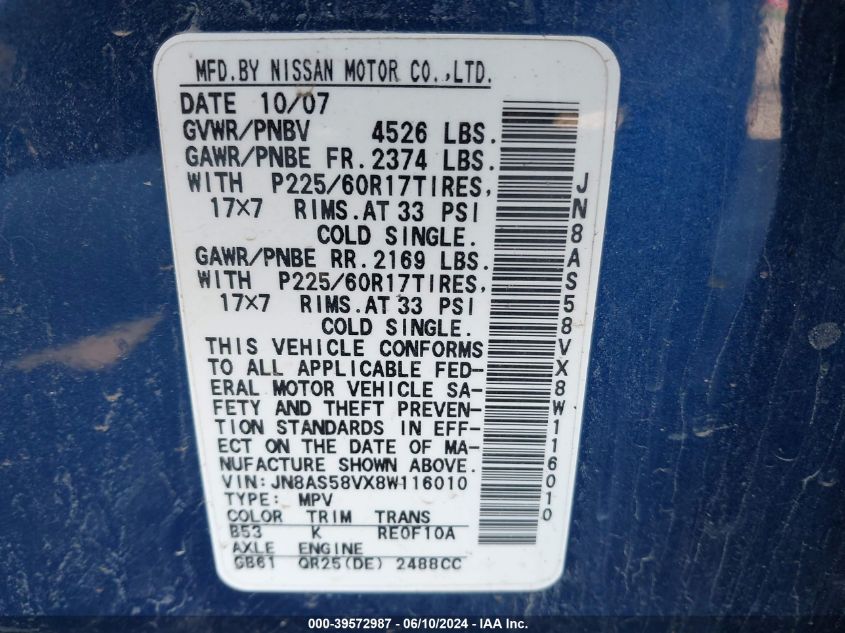 MFD.BY NISSAN MOTOR CO.,LTD.
DATE 10/07
GVWR/PNBV 4526 LBS.
GAWR/PNBE FR.2374 LBS.
WITH P225/60R17TIRES,
17×7 RIMS.AT 33 PSI
COLD SINGLE.
GAWR/PNBE RR.2169 LBS.
WITH P225/60R17TIRES,
17×7 RIMS.AT 33 PSI
COLD SINGLE.
THIS VEHICLE CONFORMS
TO ALL APPLICABLE FED-
ERAL MOTOR VEHICLE SA-
FETY AND THEFT PREVEN-
TION STANDARDS IN EFF-
ECT ON THE DATE OF MA-
NUFACTURE SHOWN ABOVE.
VIN:JN8AS58VX8W116010
TYPE: MPV
COLOR TRIM TRANS
B53 K RE0F10A
AXLE ENGINE
GB61 QR25(DE) 2488CC
JN8AS58VX8W116010
000-39572987 - 06/10/2024 - IAA Inc.